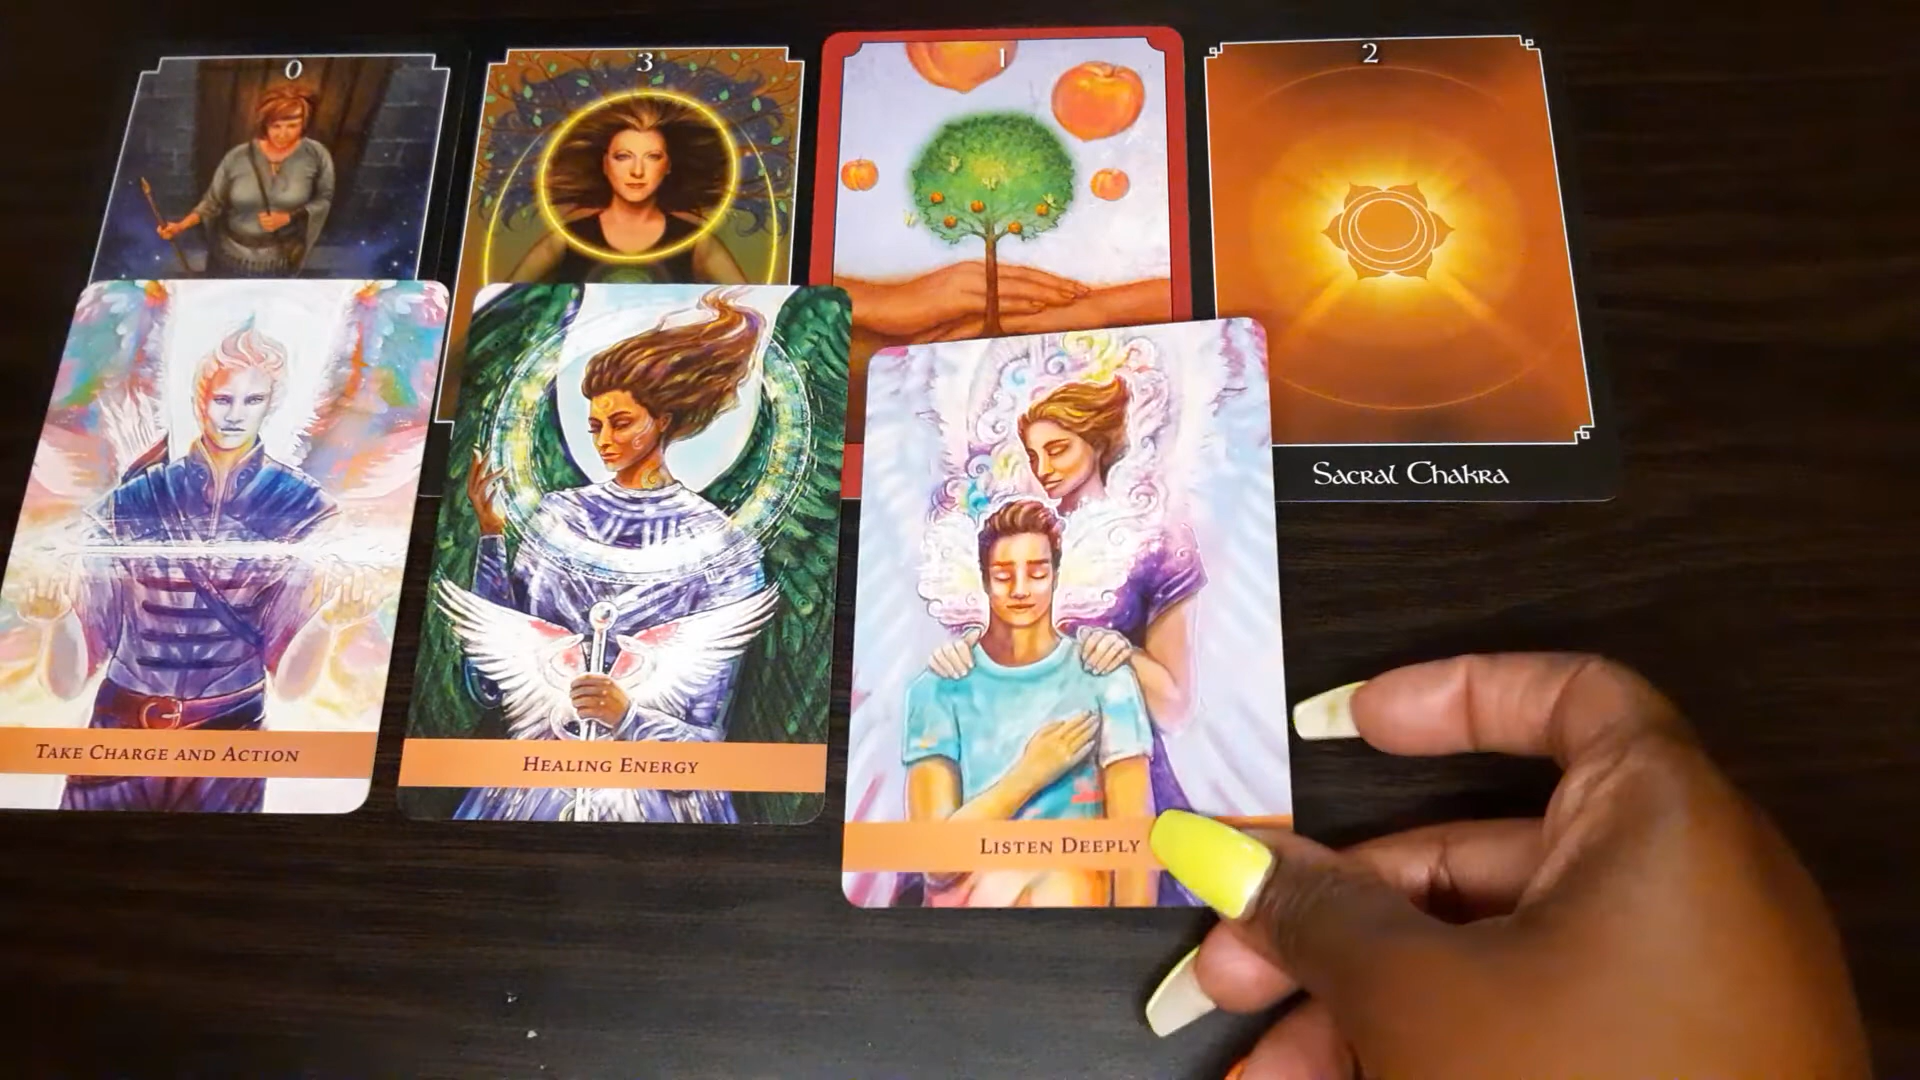 0
3
1
2
Sacral Chakra
Take Charge and Action
Healing Energy
Listen Deeply